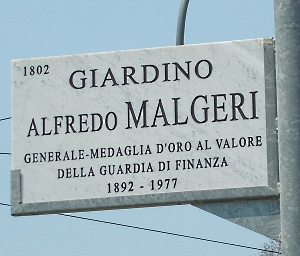 1802
GIARDINO
ALFREDO MALGERI
GENERALE-MEDAGLIA D'ORO AL VALORE
DELLA GUARDIA DI FINANZA
1892 - 1977